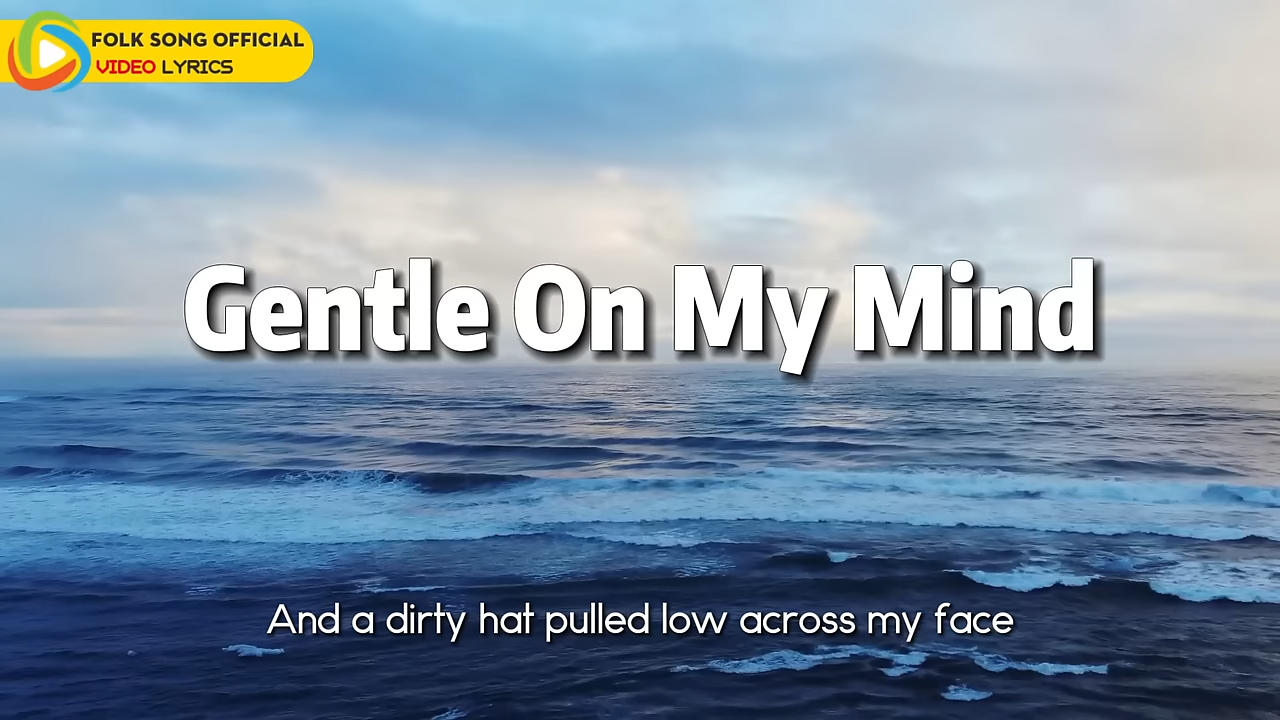 FOLK SONG OFFICIAL
VIDEO LYRICS
Gentle On My Mind
And a dirty hat pulled low across my face